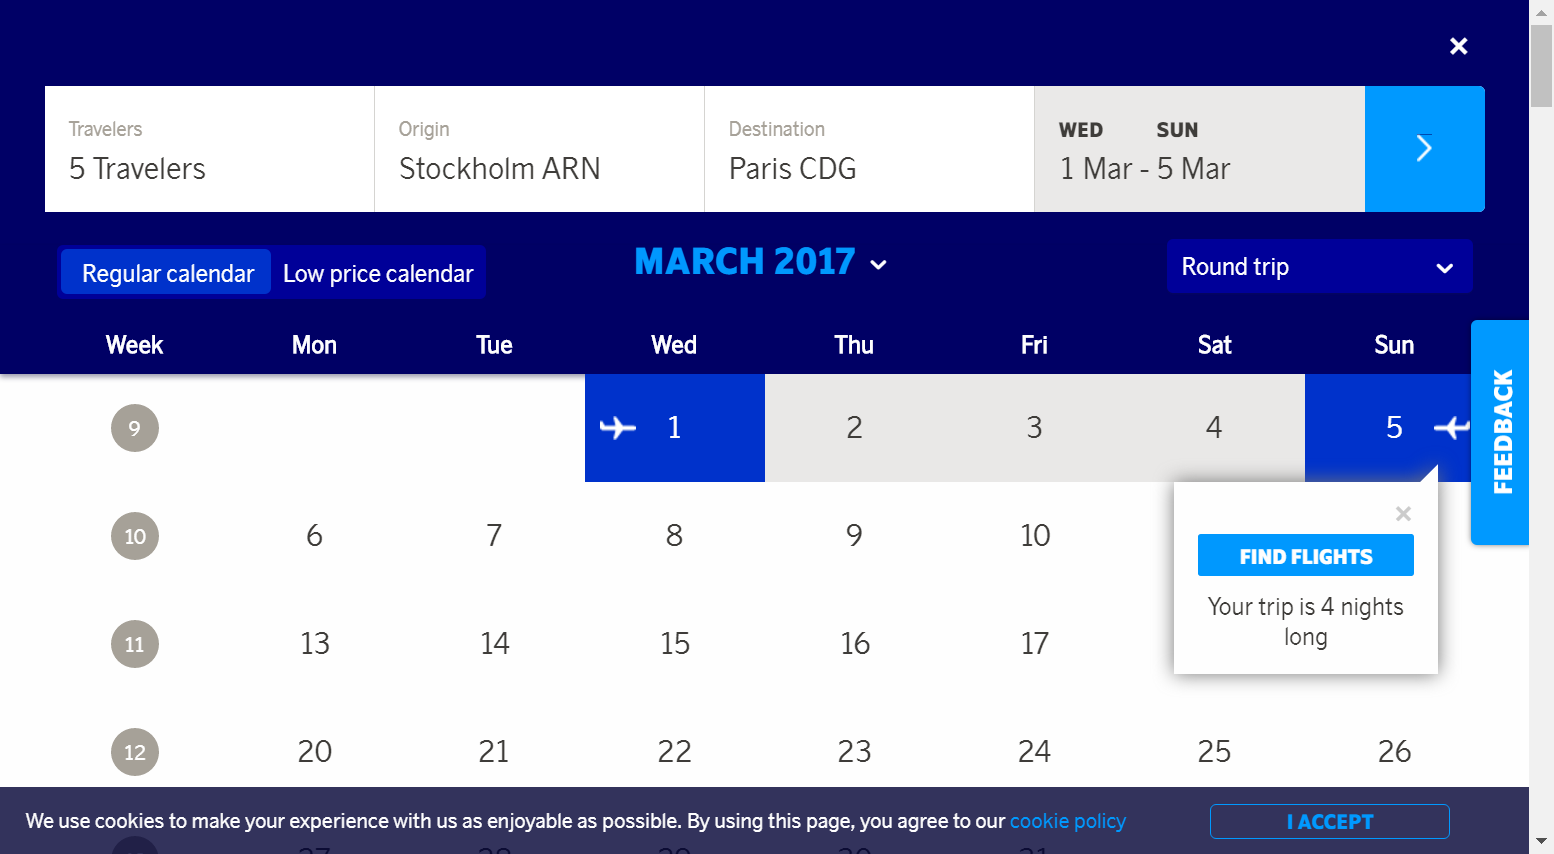 Travelers
5 Travelers
Origin
Stockholm ARN
Destination
Paris CDG
WED SUN
1 Mar - 5 Mar
Regular calendar Low price calendar
MARCH 2017
Round trip
Week Mon Tue Wed Thu Fri Sat Sun
9 1 2 3 4 5
FEEDBACK
10 6 7 8 9 10
FIND FLIGHTS
Your trip is 4 nights
long
11 13 14 15 16 17
12 20 21 22 23 24 25 26
We use cookies to make your experience with us as enjoyable as possible. By using this page, you agree to our cookie policy
I ACCEPT